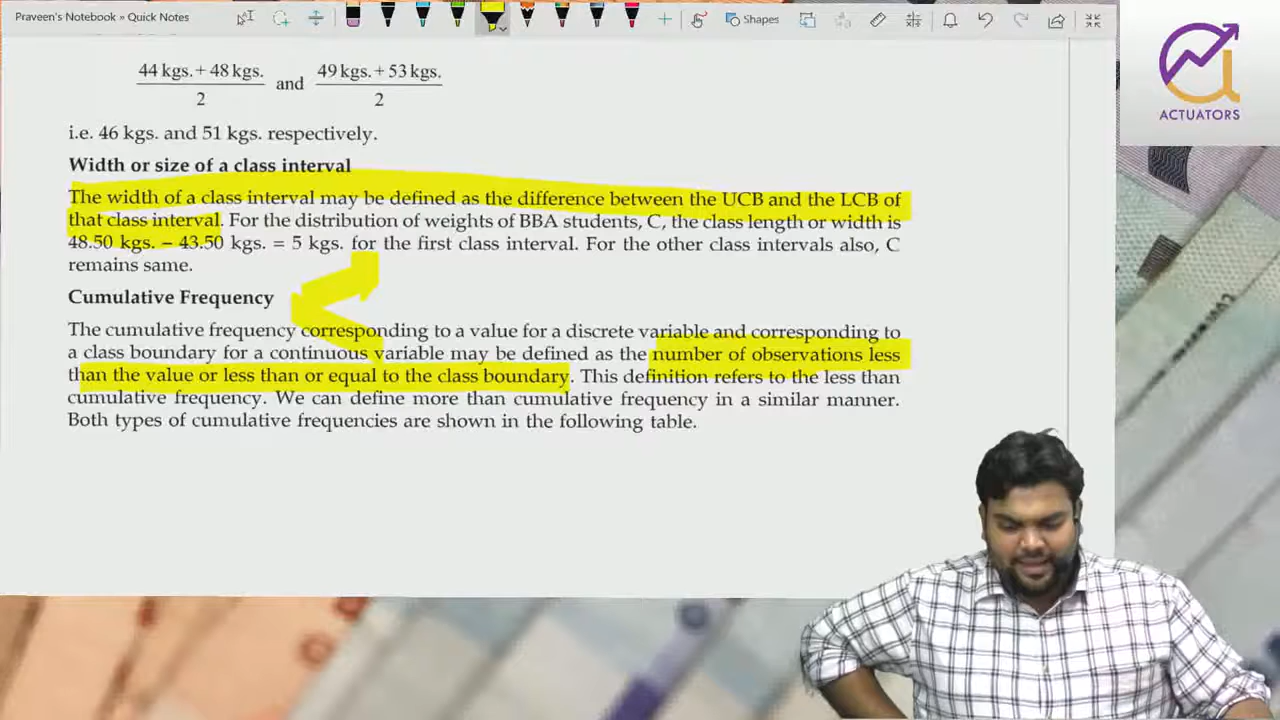 Praveen's Notebook » Quick Notes
Shapes
ACTUATORS
44 kgs. + 48 kgs. / 2 and 49 kgs. + 53 kgs. / 2
i.e. 46 kgs. and 51 kgs. respectively.
Width or size of a class interval
The width of a class interval may be defined as the difference between the UCB and the LCB of
that class interval. For the distribution of weights of BBA students, C, the class length or width is
48.50 kgs. – 43.50 kgs. = 5 kgs. for the first class interval. For the other class intervals also, C
remains same.
Cumulative Frequency
The cumulative frequency corresponding to a value for a discrete variable and corresponding to
a class boundary for a continuous variable may be defined as the number of observations less
than the value or less than or equal to the class boundary. This definition refers to the less than
cumulative frequency. We can define more than cumulative frequency in a similar manner.
Both types of cumulative frequencies are shown in the following table.